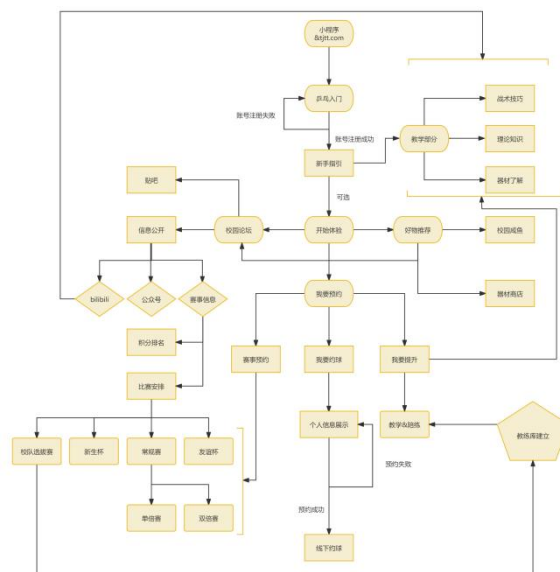 小程序
&tjtt.com
乒乓入门
账号注册失败
账号注册成功
新手指引
教学部分
战术技巧
理论知识
器材了解
可选
贴吧
信息公开
校园论坛
开始体验
好物推荐
校园咸鱼
bilibili
公众号
赛事信息
我要预约
器材商店
积分排名
赛事预约
我要约球
我要提升
比赛安排
校队选拔赛
新生杯
常规赛
友谊杯
个人信息展示
教学&陪练
教练库建立
预约失败
预约成功
单倍赛
双倍赛
线下约球